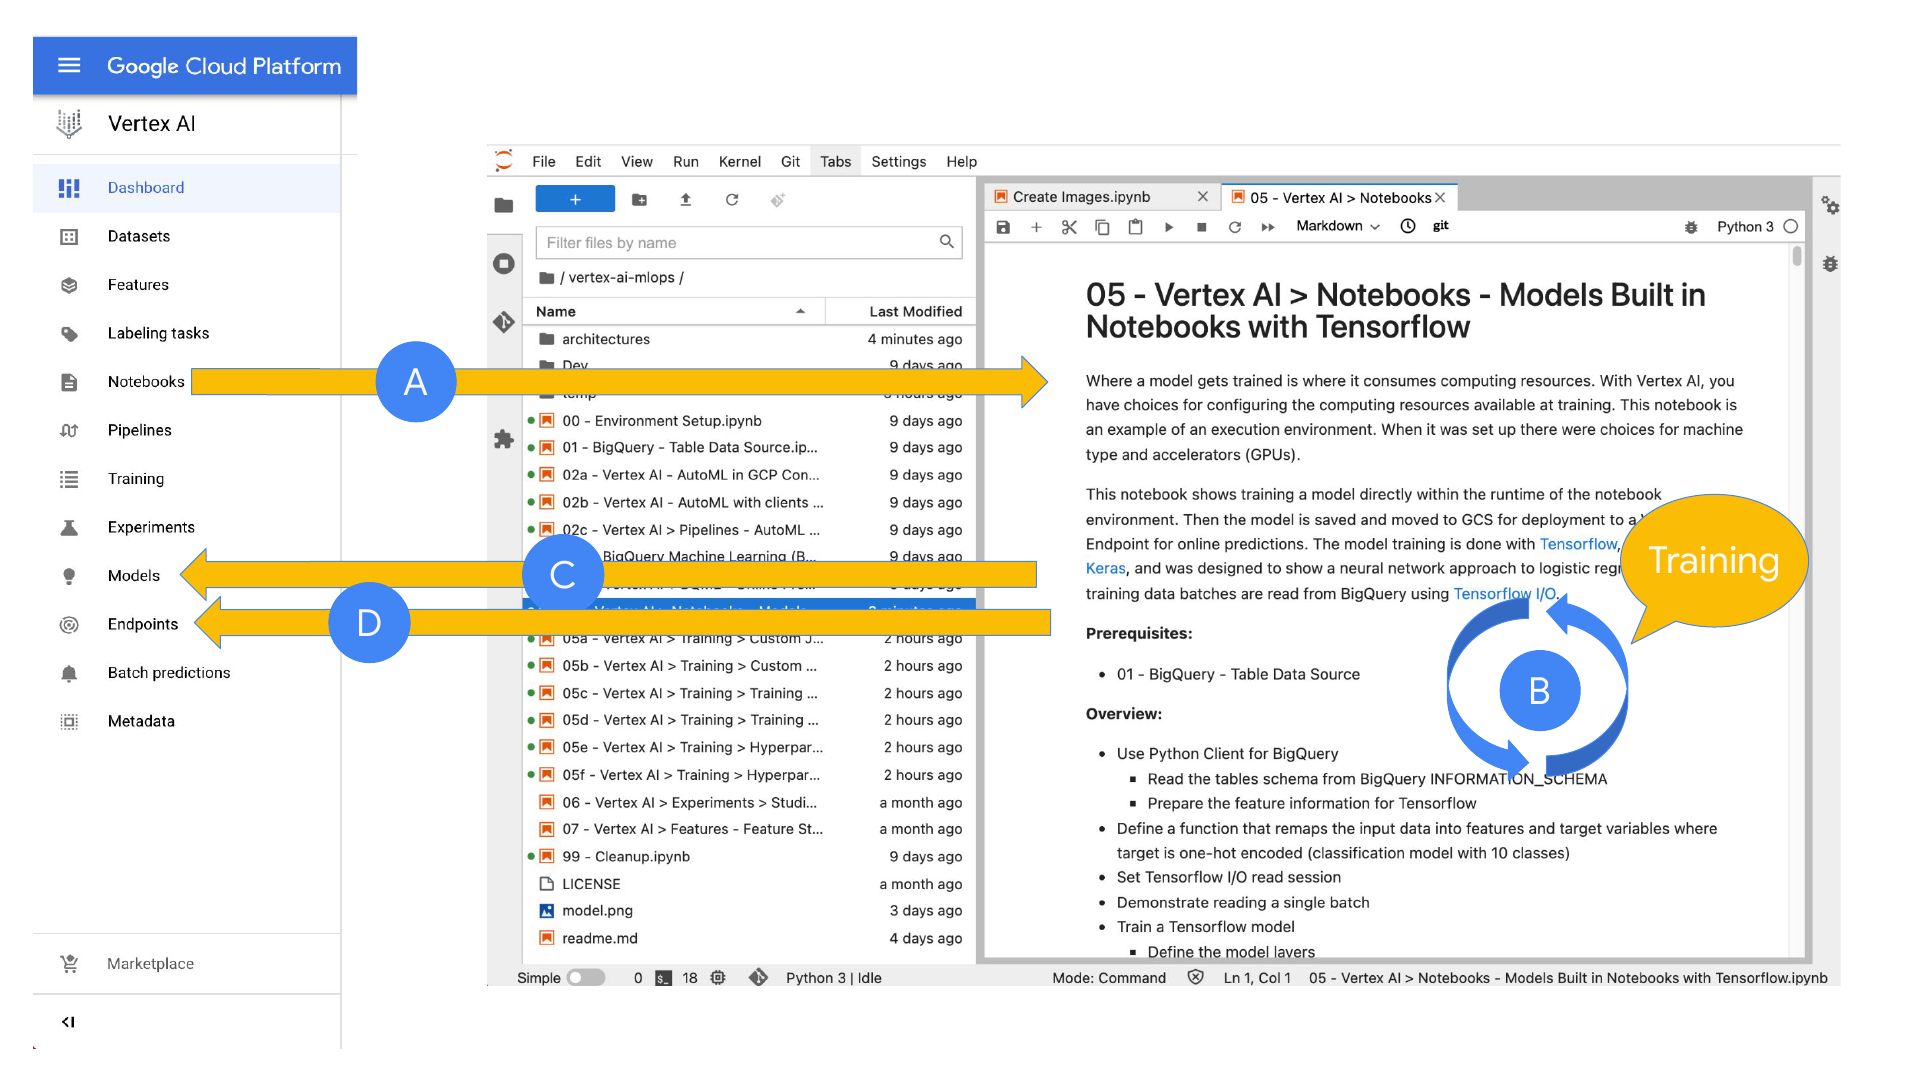 Google Cloud Platform
Vertex AI
Dashboard
Datasets
Features
Labeling tasks
Notebooks
Pipelines
Training
Experiments
Models
Endpoints
Batch predictions
Metadata
Marketplace
A
C
D
File Edit View Run Kernel Git Tabs Settings Help
+
Filter files by name
/ vertex-ai-mlops /
Name Last Modified
architectures 4 minutes ago
Dev 9 days ago
temp hours ago
00 - Environment Setup.ipynb 9 days ago
01 - BigQuery - Table Data Source.ip... 9 days ago
02a - Vertex AI - AutoML in GCP Con... 9 days ago
02b - Vertex AI - AutoML with clients ... 9 days ago
02c - Vertex AI > Pipelines - AutoML ... 9 days ago
BigQuery Machine Learning (B... 9 days ago
05a - Vertex AI > Training > Custom J... 2 hours ago
05b - Vertex AI > Training > Custom ... 2 hours ago
05c - Vertex AI > Training > Training ... 2 hours ago
05d - Vertex AI > Training > Training ... 2 hours ago
05e - Vertex AI > Training > Hyperpar... 2 hours ago
05f - Vertex AI > Training > Hyperpar... 2 hours ago
06 - Vertex AI > Experiments > Studi... a month ago
07 - Vertex AI > Features - Feature St... a month ago
99 - Cleanup.ipynb 9 days ago
LICENSE a month ago
model.png 3 days ago
readme.md 4 days ago
Create Images.ipynb
05 - Vertex AI > Notebooks
Markdown git Python 3
05 - Vertex AI > Notebooks - Models Built in
Notebooks with Tensorflow
Where a model gets trained is where it consumes computing resources. With Vertex AI, you
have choices for configuring the computing resources available at training. This notebook is
an example of an execution environment. When it was set up there were choices for machine
type and accelerators (GPUs).
This notebook shows training a model directly within the runtime of the notebook
environment. Then the model is saved and moved to GCS for deployment to a
Endpoint for online predictions. The model training is done with Tensorflow,
Keras, and was designed to show a neural network approach to logistic
training data batches are read from BigQuery using Tensorflow I/O.
Training
B
Prerequisites:
• 01 - BigQuery - Table Data Source
Overview:
• Use Python Client for BigQuery
▪ Read the tables schema from BigQuery INFORMATION_SCHEMA
▪ Prepare the feature information for Tensorflow
• Define a function that remaps the input data into features and target variables where
target is one-hot encoded (classification model with 10 classes)
• Set Tensorflow I/O read session
• Demonstrate reading a single batch
• Train a Tensorflow model
▪ Define the model layers
Simple 0 $_ 18 Python 3 | Idle Mode: Command Ln 1, Col 1 05 - Vertex AI > Notebooks - Models Built in Notebooks with Tensorflow.ipynb